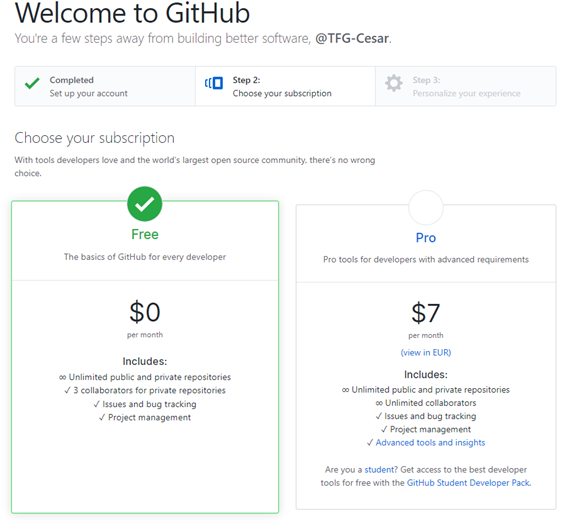 Welcome to GitHub
You're a few steps away from building better software, @TFG-Cesar.
Completed
Set up your account
Step 2:
Choose your subscription
Step 3:
Personalize your experience
Choose your subscription
With tools developers love and the world's largest open source community, there's no wrong
choice.
Free
The basics of GitHub for every developer
$0
per month
Includes:
∞ Unlimited public and private repositories
✓ 3 collaborators for private repositories
✓ Issues and bug tracking
✓ Project management
Pro
Pro tools for developers with advanced requirements
$7
per month
(view in EUR)
Includes:
∞ Unlimited public and private repositories
∞ Unlimited collaborators
✓ Issues and bug tracking
✓ Project management
✓ Advanced tools and insights
Are you a student? Get access to the best developer
tools for free with the GitHub Student Developer Pack.